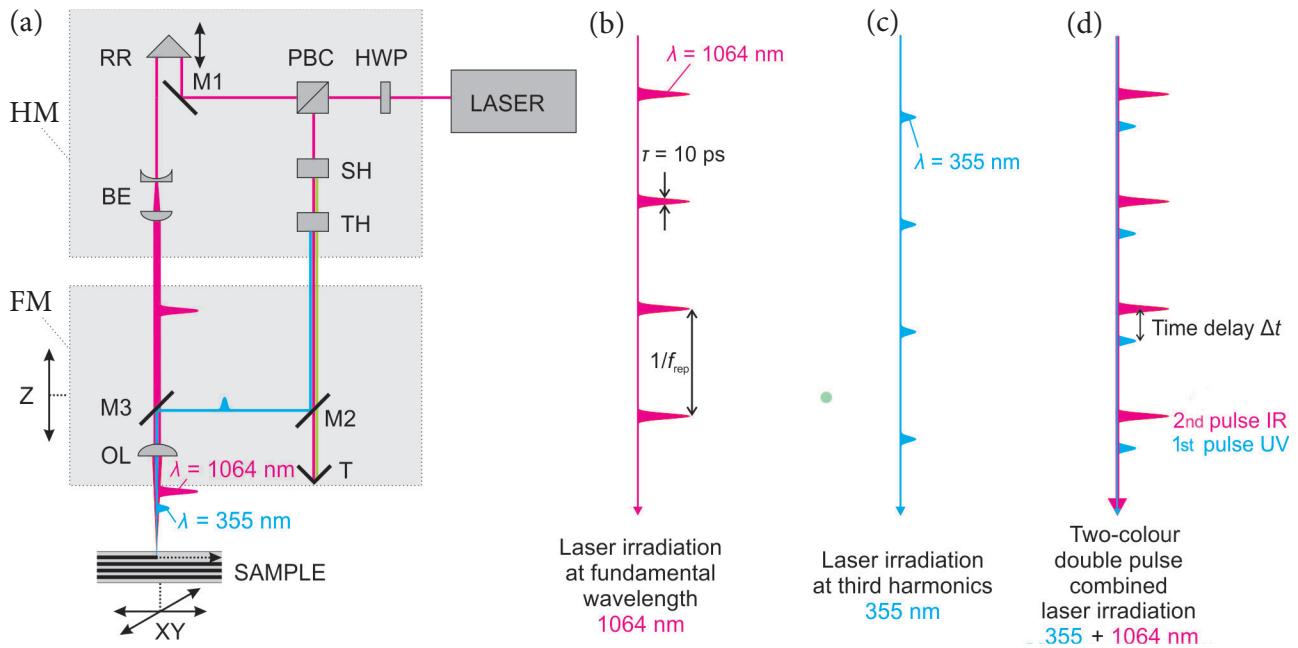 (a)
RR
M1
PBC
HWP
LASER
HM
BE
SH
TH
FM
Z
M3
M2
OL
T
λ = 1064 nm
λ = 355 nm
SAMPLE
XY
(b)
λ = 1064 nm
τ = 10 ps
1/frep
Laser irradiation
at fundamental
wavelength
1064 nm
(c)
λ = 355 nm
Laser irradiation
at third harmonics
355 nm
(d)
Time delay Δt
2nd pulse IR
1st pulse UV
Two-colour
double pulse
combined
laser irradiation
355 + 1064 nm